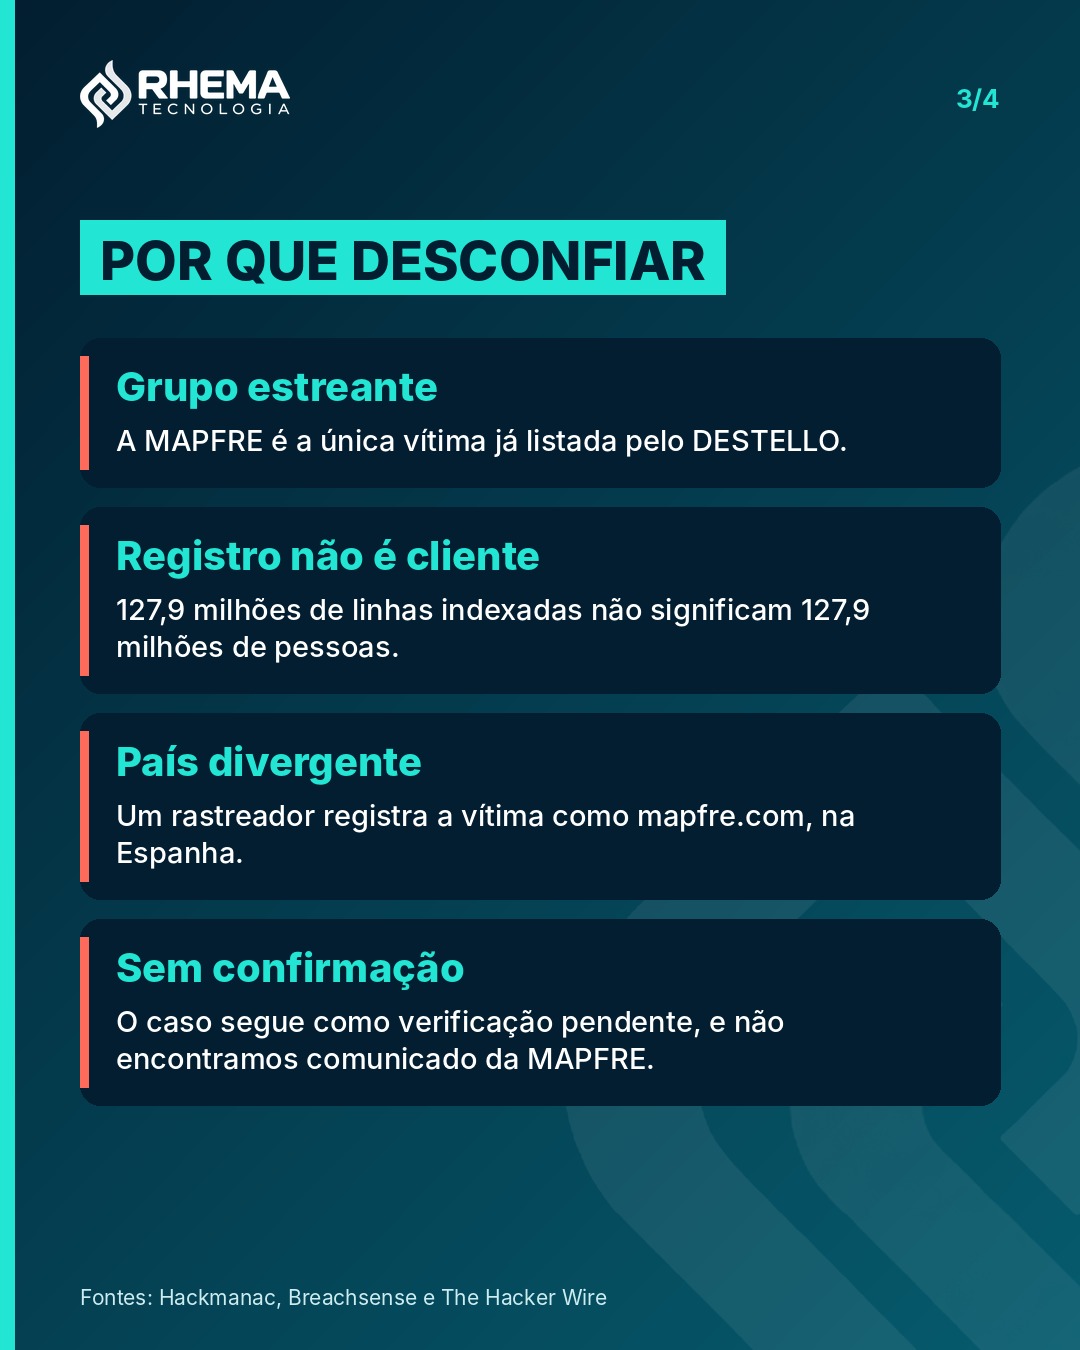 RHEMA
TECNOLOGIA
3/4
POR QUE DESCONFIAR
Grupo estreante
A MAPFRE é a única vítima já listada pelo DESTELLO.
Registro não é cliente
127,9 milhões de linhas indexadas não significam 127,9
milhões de pessoas.
País divergente
Um rastreador registra a vítima como mapfre.com, na
Espanha.
Sem confirmação
O caso segue como verificação pendente, e não
encontramos comunicado da MAPFRE.
Fontes: Hackmanac, Breachsense e The Hacker Wire